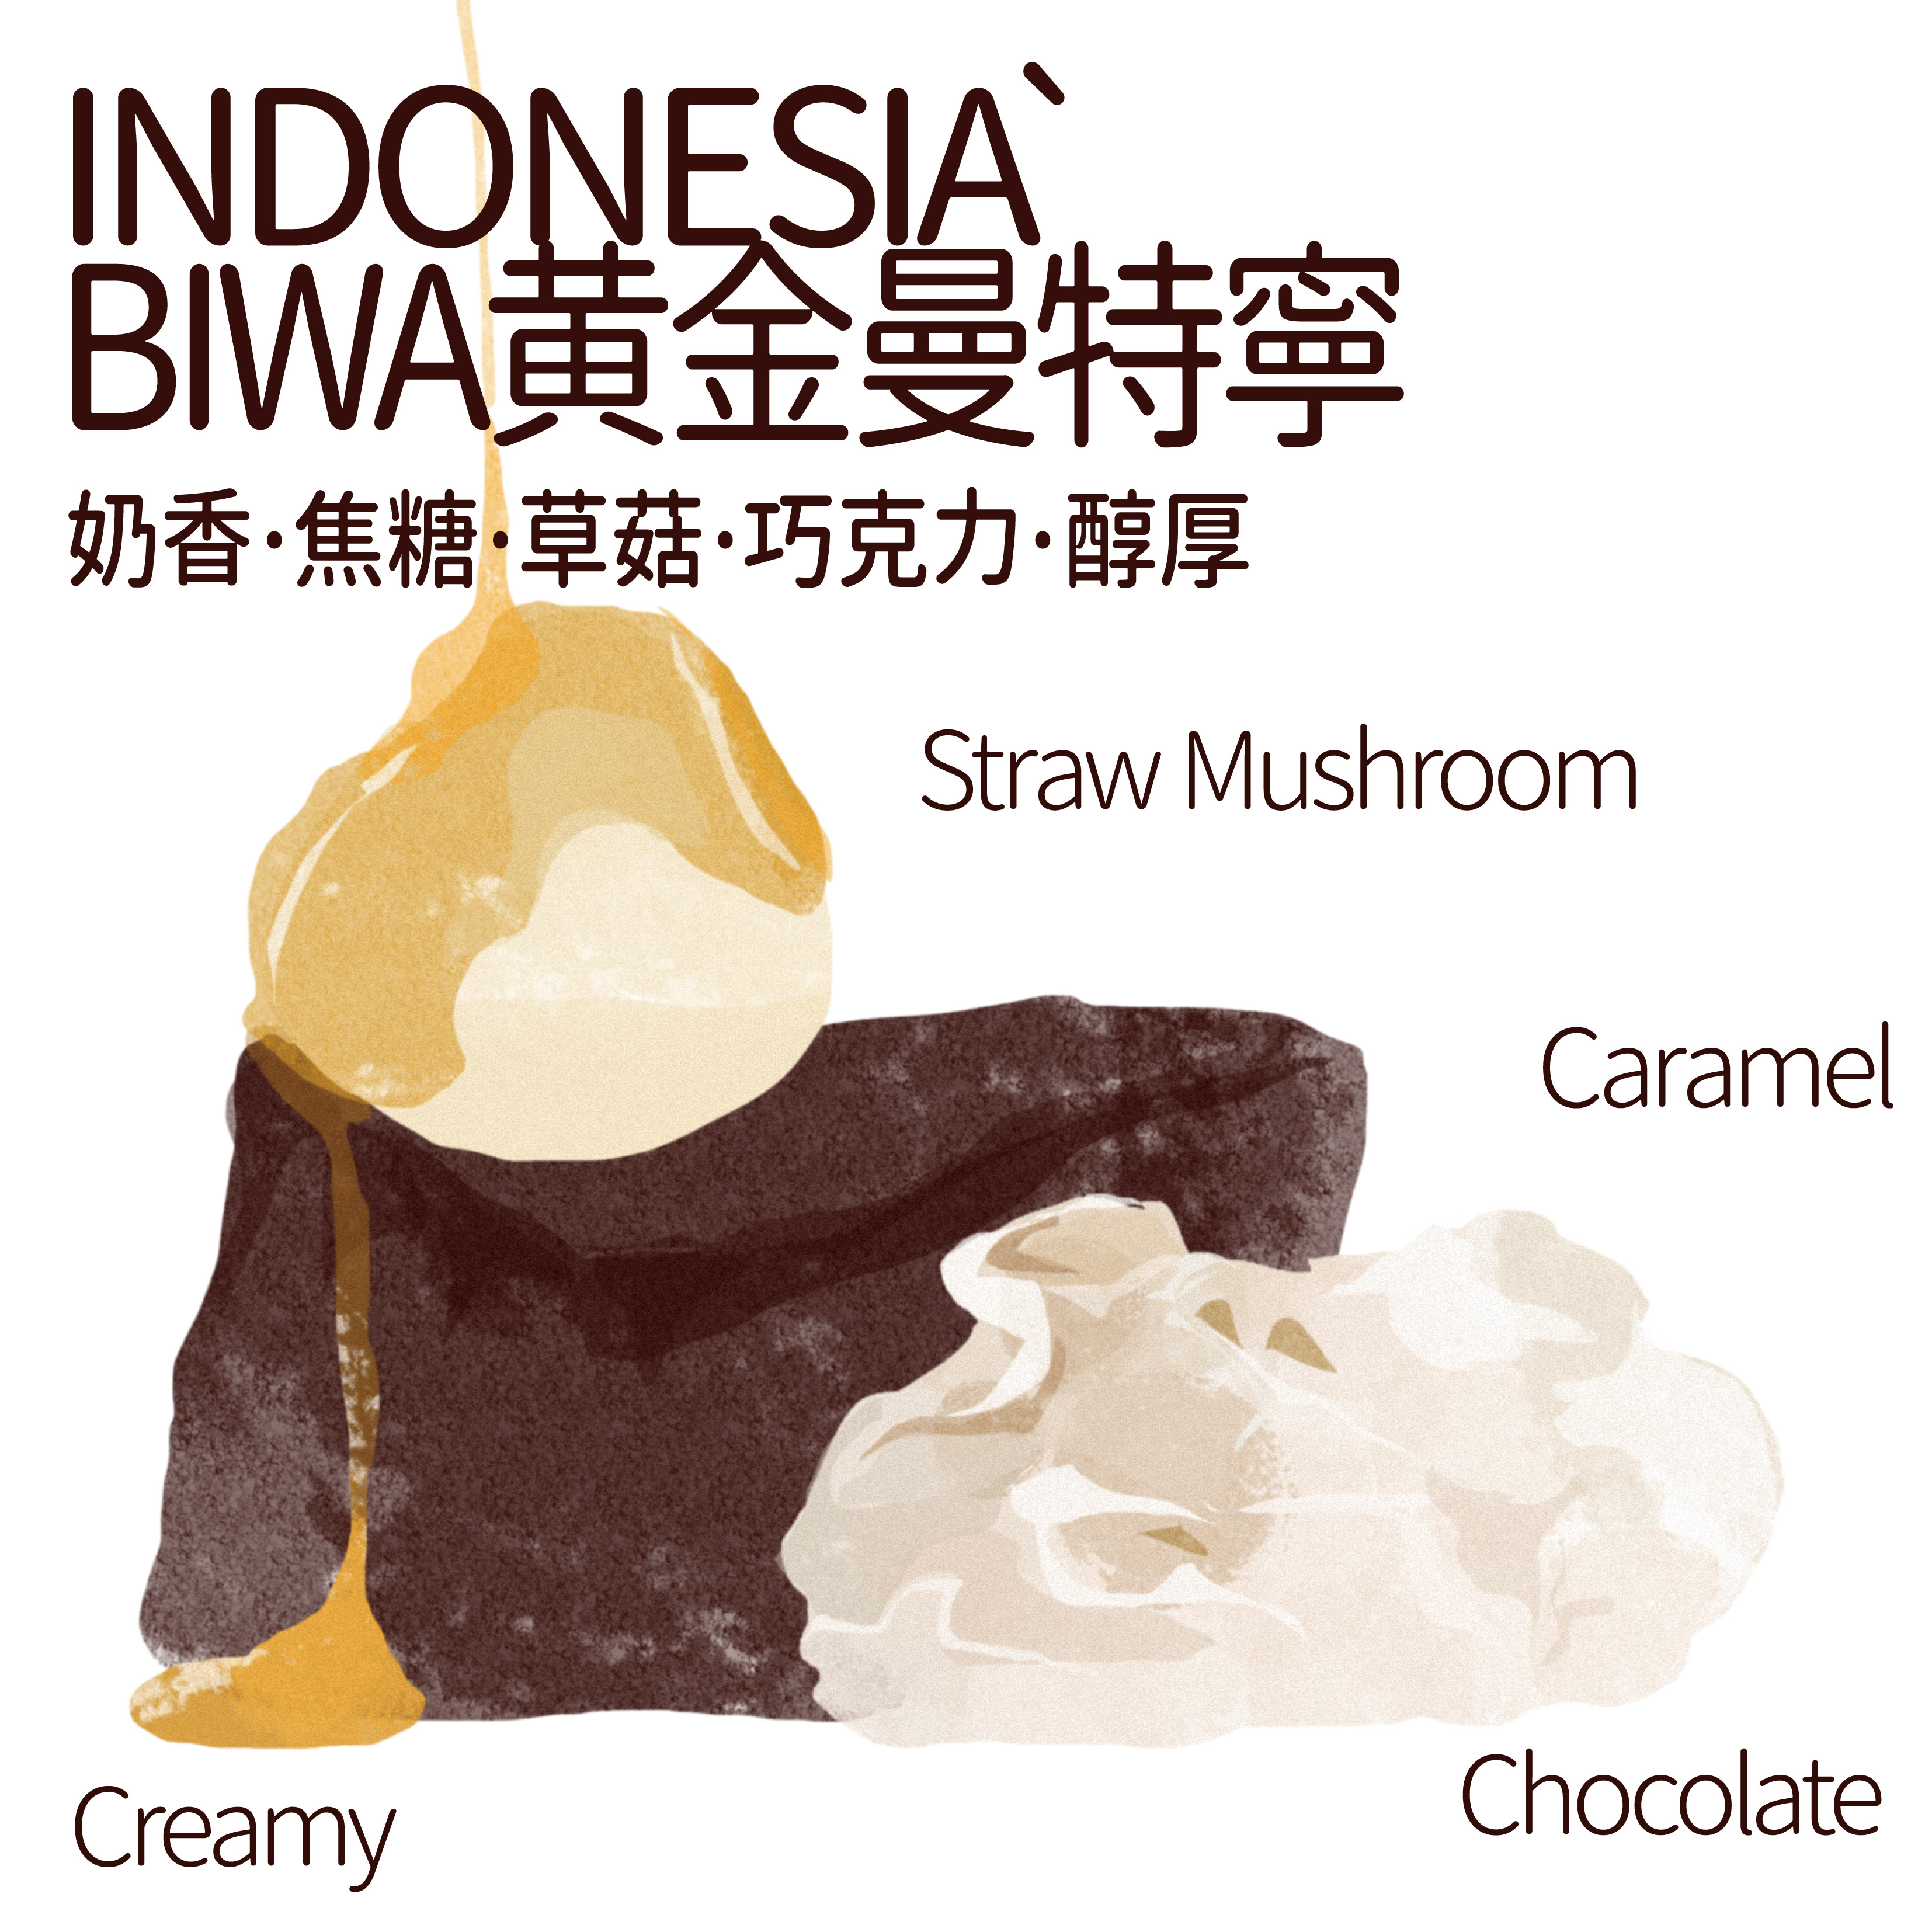 INDONESIA`
BIWA黃金曼特寧
奶香·焦糖·草菇·巧克力·醇厚
Straw Mushroom
Caramel
Chocolate
Creamy